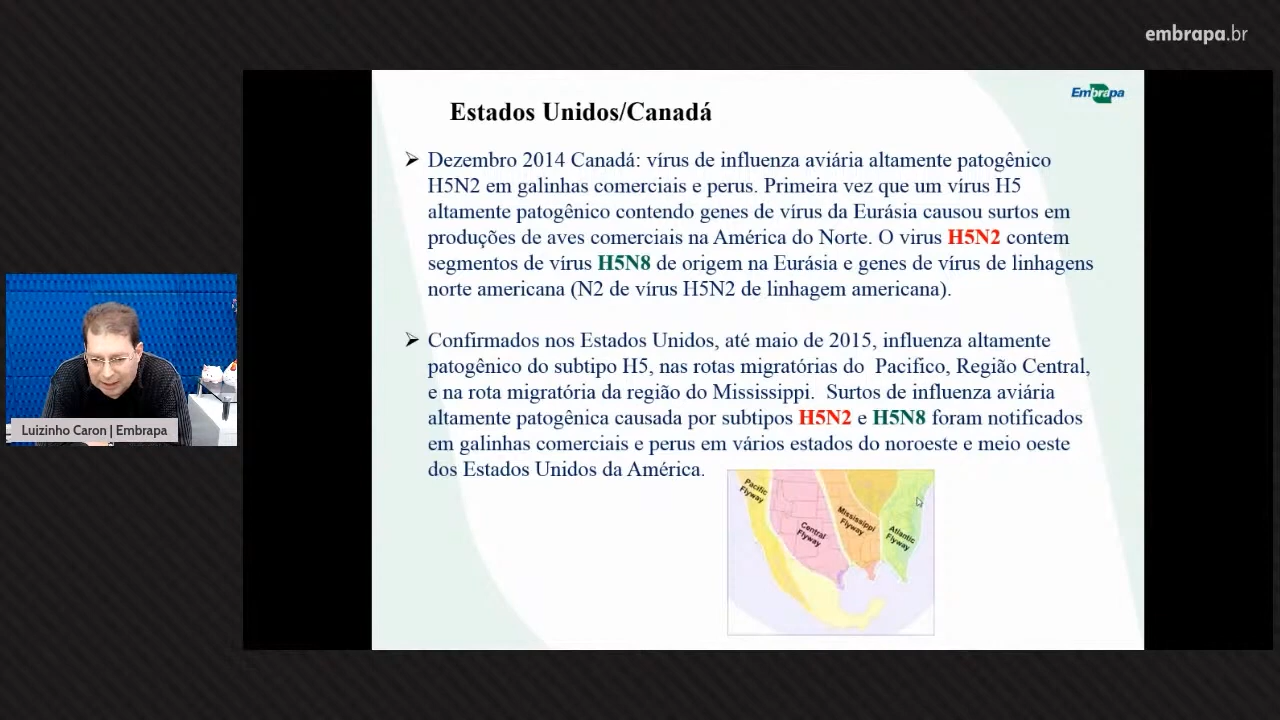 embrapa.br
Embrapa
Estados Unidos/Canadá
Dezembro 2014 Canadá: vírus de influenza aviária altamente patogênico
H5N2 em galinhas comerciais e perus. Primeira vez que um vírus H5
altamente patogênico contendo genes de vírus da Eurásia causou surtos em
produções de aves comerciais na América do Norte. O virus H5N2 contem
segmentos de vírus H5N8 de origem na Eurásia e genes de vírus de linhagens
norte americana (N2 de vírus H5N2 de linhagem americana).
Confirmados nos Estados Unidos, até maio de 2015, influenza altamente
patogênico do subtipo H5, nas rotas migratórias do Pacifico, Região Central,
e na rota migratória da região do Mississippi. Surtos de influenza aviária
altamente patogênica causada por subtipos H5N2 e H5N8 foram notificados
em galinhas comerciais e perus em vários estados do noroeste e meio oeste
dos Estados Unidos da América.
Pacific
Flyway
Central
Flyway
Mississippi
Flyway
Atlantic
Flyway
Luizinho Caron | Embrapa